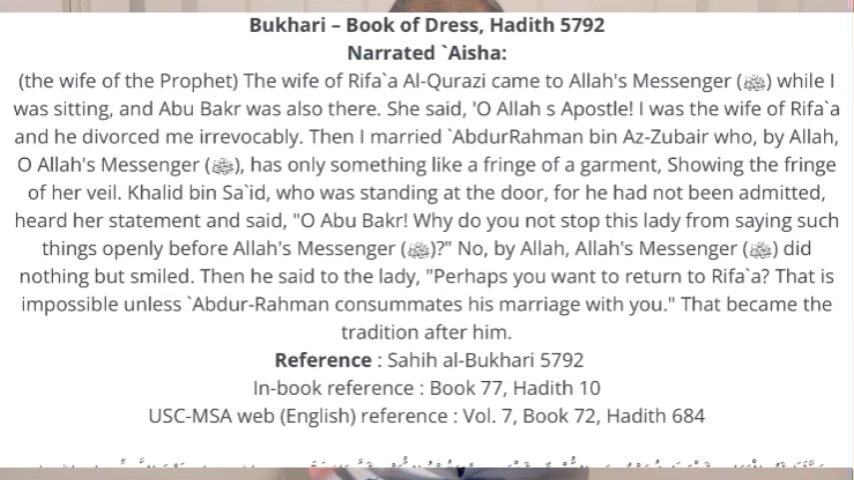 Bukhari – Book of Dress, Hadith 5792
Narrated `Aisha:
(the wife of the Prophet) The wife of Rifa`a Al-Qurazi came to Allah's Messenger (ﷺ) while I
was sitting, and Abu Bakr was also there. She said, 'O Allah s Apostle! I was the wife of Rifa`a
and he divorced me irrevocably. Then I married `AbdurRahman bin Az-Zubair who, by Allah,
O Allah's Messenger (ﷺ), has only something like a fringe of a garment, Showing the fringe
of her veil. Khalid bin Sa`id, who was standing at the door, for he had not been admitted,
heard her statement and said, "O Abu Bakr! Why do you not stop this lady from saying such
things openly before Allah's Messenger (ﷺ)?" No, by Allah, Allah's Messenger (ﷺ) did
nothing but smiled. Then he said to the lady, "Perhaps you want to return to Rifa`a? That is
impossible unless `Abdur-Rahman consummates his marriage with you." That became the
tradition after him.
Reference : Sahih al-Bukhari 5792
In-book reference : Book 77, Hadith 10
USC-MSA web (English) reference : Vol. 7, Book 72, Hadith 684